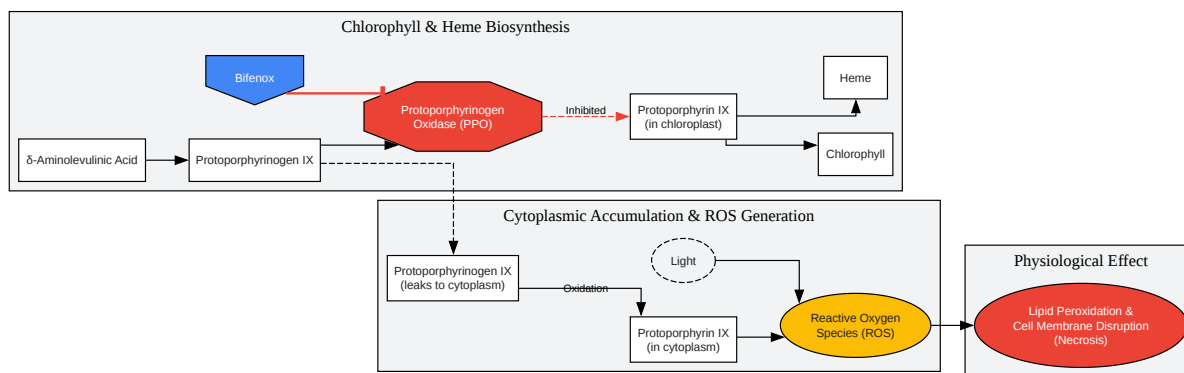 Chlorophyll & Heme Biosynthesis
Bifenox
Heme
Protoporphyrinogen
Oxidase (PPO)
Inhibited
Protoporphyrin IX
(in chloroplast)
δ-Aminolevulinic Acid
Protoporphyrinogen IX
Chlorophyll
Cytoplasmic Accumulation & ROS Generation
Protoporphyrinogen IX
(leaks to cytoplasm)
Light
Oxidation
Protoporphyrin IX
(in cytoplasm)
Reactive Oxygen
Species (ROS)
Physiological Effect
Lipid Peroxidation &
Cell Membrane Disruption
(Necrosis)